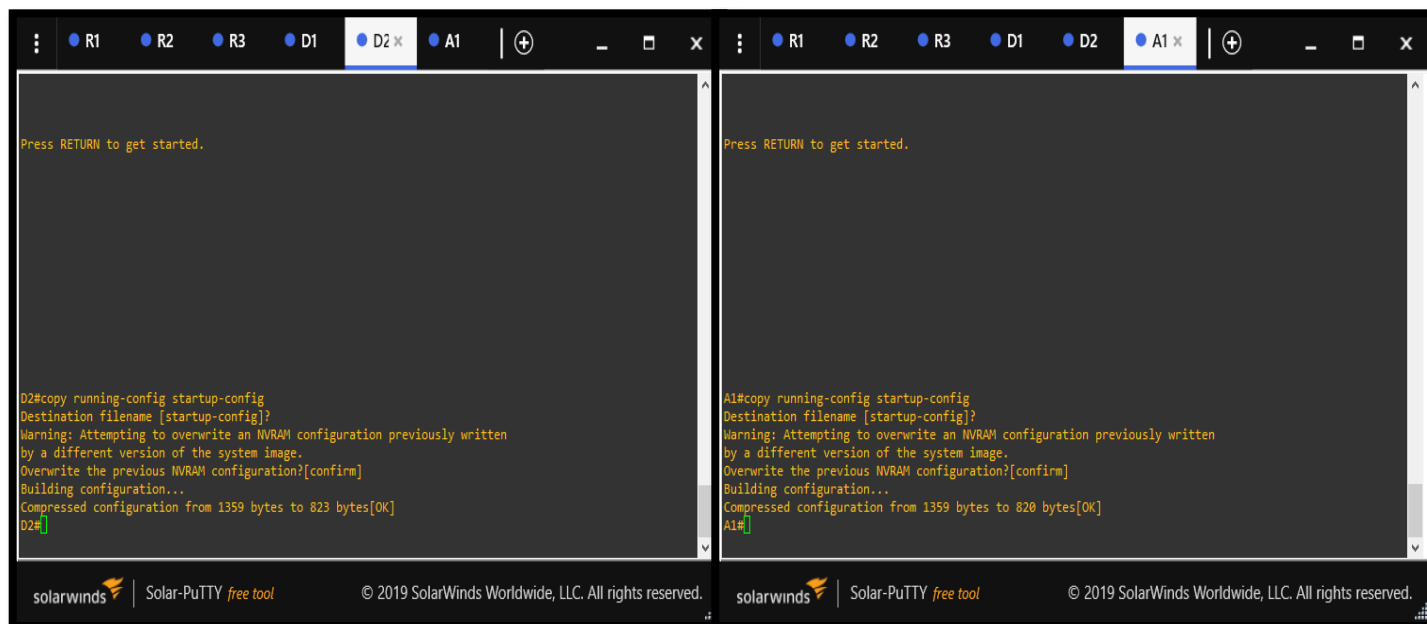 R1 R2 R3 D1 D2 A1
Press RETURN to get started.
D2#copy running-config startup-config
Destination filename [startup-config]?
Warning: Attempting to overwrite an NVRAM configuration previously written
by a different version of the system image.
Overwrite the previous NVRAM configuration?[confirm]
Building configuration...
Compressed configuration from 1359 bytes to 823 bytes[OK]
D2#
solarwinds Solar-PuTTY free tool © 2019 SolarWinds Worldwide, LLC. All rights reserved.
R1 R2 R3 D1 D2 A1
Press RETURN to get started.
A1#copy running-config startup-config
Destination filename [startup-config]?
Warning: Attempting to overwrite an NVRAM configuration previously written
by a different version of the system image.
Overwrite the previous NVRAM configuration?[confirm]
Building configuration...
Compressed configuration from 1359 bytes to 820 bytes[OK]
A1#
solarwinds Solar-PuTTY free tool © 2019 SolarWinds Worldwide, LLC. All rights reserved.